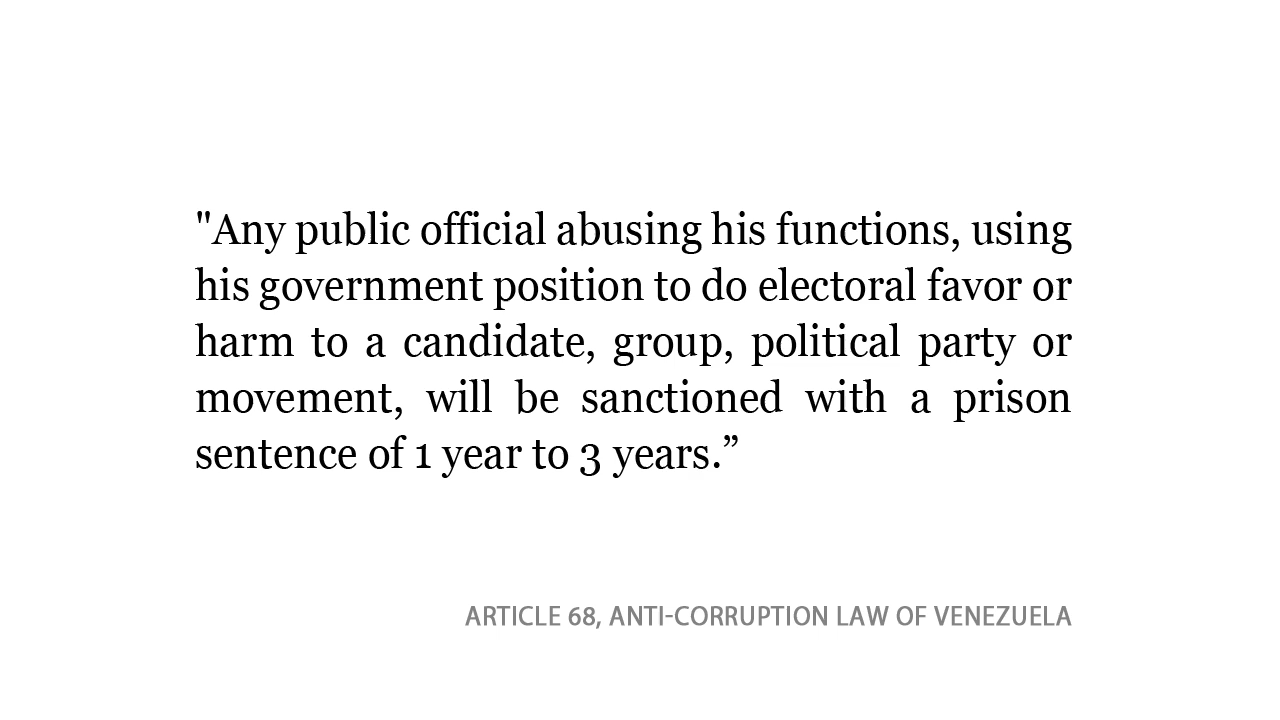 "Any public official abusing his functions, using
his government position to do electoral favor or
harm to a candidate, group, political party or
movement, will be sanctioned with a prison
sentence of 1 year to 3 years.”
ARTICLE 68, ANTI-CORRUPTION LAW OF VENEZUELA